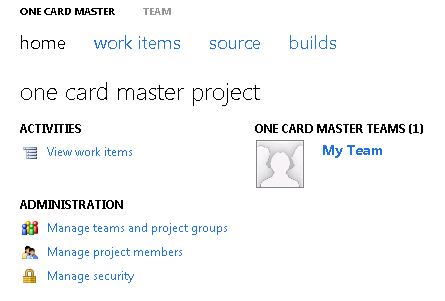 ONE CARD MASTER TEAM
home work items source builds
one card master project
ACTIVITIES
View work items
ONE CARD MASTER TEAMS (1)
My Team
ADMINISTRATION
Manage teams and project groups
Manage project members
Manage security